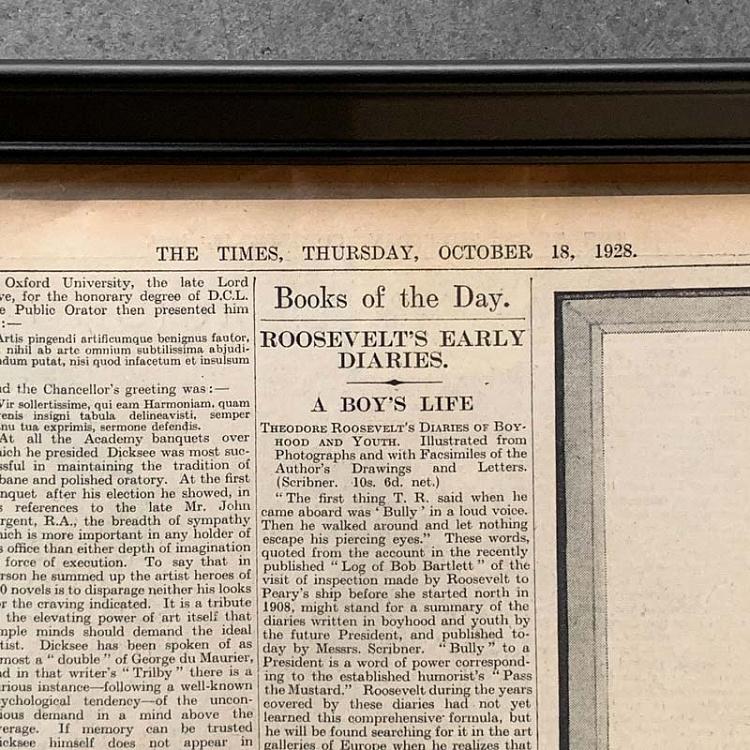 THE TIMES, THURSDAY, OCTOBER 18, 1928.
Oxford University, the late Lord
for the honorary degree of D.C.L.
Public Orator then presented him
:—
Artis pingendi artificumque benignus fautor,
nihil ab arte omnium subtilissima abjudi-
putat, nisi quod infacetum et insulsum
the Chancellor's greeting was:—
Vir sollertissime, qui eam Harmoniam, quam
insigni tabula delineavisti, semper
tua exprimis, sermone defendis.
At all the Academy banquets over
he presided Dicksee was most suc-
in maintaining the tradition of
and polished oratory. At the first
after his election he showed, in
references to the late Mr. John
R.A., the breadth of sympathy
is more important in any holder of
office than either depth of imagination
force of execution. To say that in
he summed up the artist heroes of
novels is to disparage neither his looks
the craving indicated. It is a tribute
the elevating power of art itself that
minds should demand the ideal
Dicksee has been spoken of as
a "double" of George du Maurier,
in that writer's "Trilby" there is a
instance—following a well-known
tendency—of the uncon-
demand in a mind above the
If memory can be trusted
himself does not appear in
Books of the Day.
ROOSEVELT'S EARLY
DIARIES.
A BOY'S LIFE
THEODORE ROOSEVELT'S DIARIES OF BOY-
HOOD AND YOUTH. Illustrated from
Photographs and with Facsimiles of the
Author's Drawings and Letters.
(Scribner. 10s. 6d. net.)
"The first thing T. R. said when he
came aboard was 'Bully' in a loud voice.
Then he walked around and let nothing
escape his piercing eyes." These words,
quoted from the account in the recently
published "Log of Bob Bartlett" of the
visit of inspection made by Roosevelt to
Peary's ship before she started north in
1908, might stand for a summary of the
diaries written in boyhood and youth by
the future President, and published to-
day by Messrs. Scribner. "Bully" to a
President is a word of power correspond-
ing to the established humorist's "Pass
the Mustard." Roosevelt during the years
covered by these diaries had not yet
learned this comprehensive formula, but
he will be found searching for it in the art
galleries of Europe when he realizes that